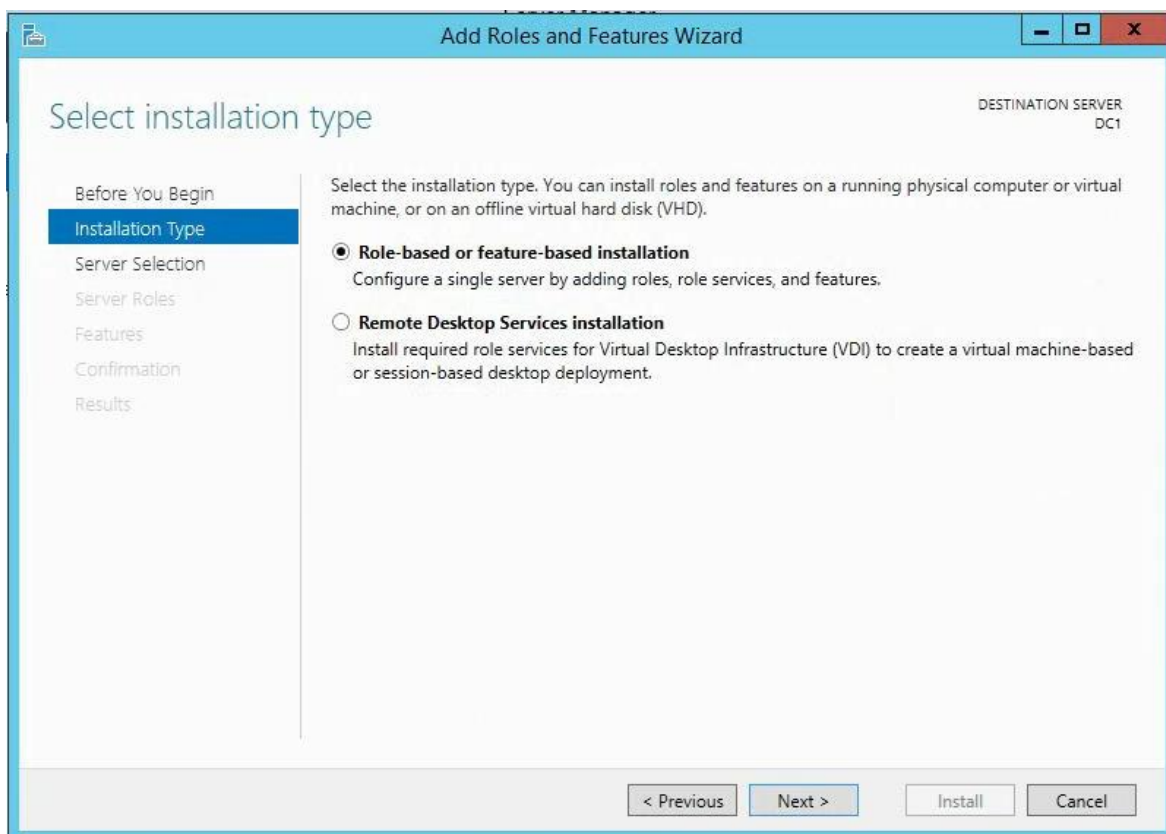 Add Roles and Features Wizard
Select installation type
DESTINATION SERVER
DC1
Before You Begin
Installation Type
Server Selection
Server Roles
Features
Confirmation
Results
Select the installation type. You can install roles and features on a running physical computer or virtual
machine, or on an offline virtual hard disk (VHD).
Role-based or feature-based installation
Configure a single server by adding roles, role services, and features.
Remote Desktop Services installation
Install required role services for Virtual Desktop Infrastructure (VDI) to create a virtual machine-based
or session-based desktop deployment.
< Previous
Next >
Install
Cancel